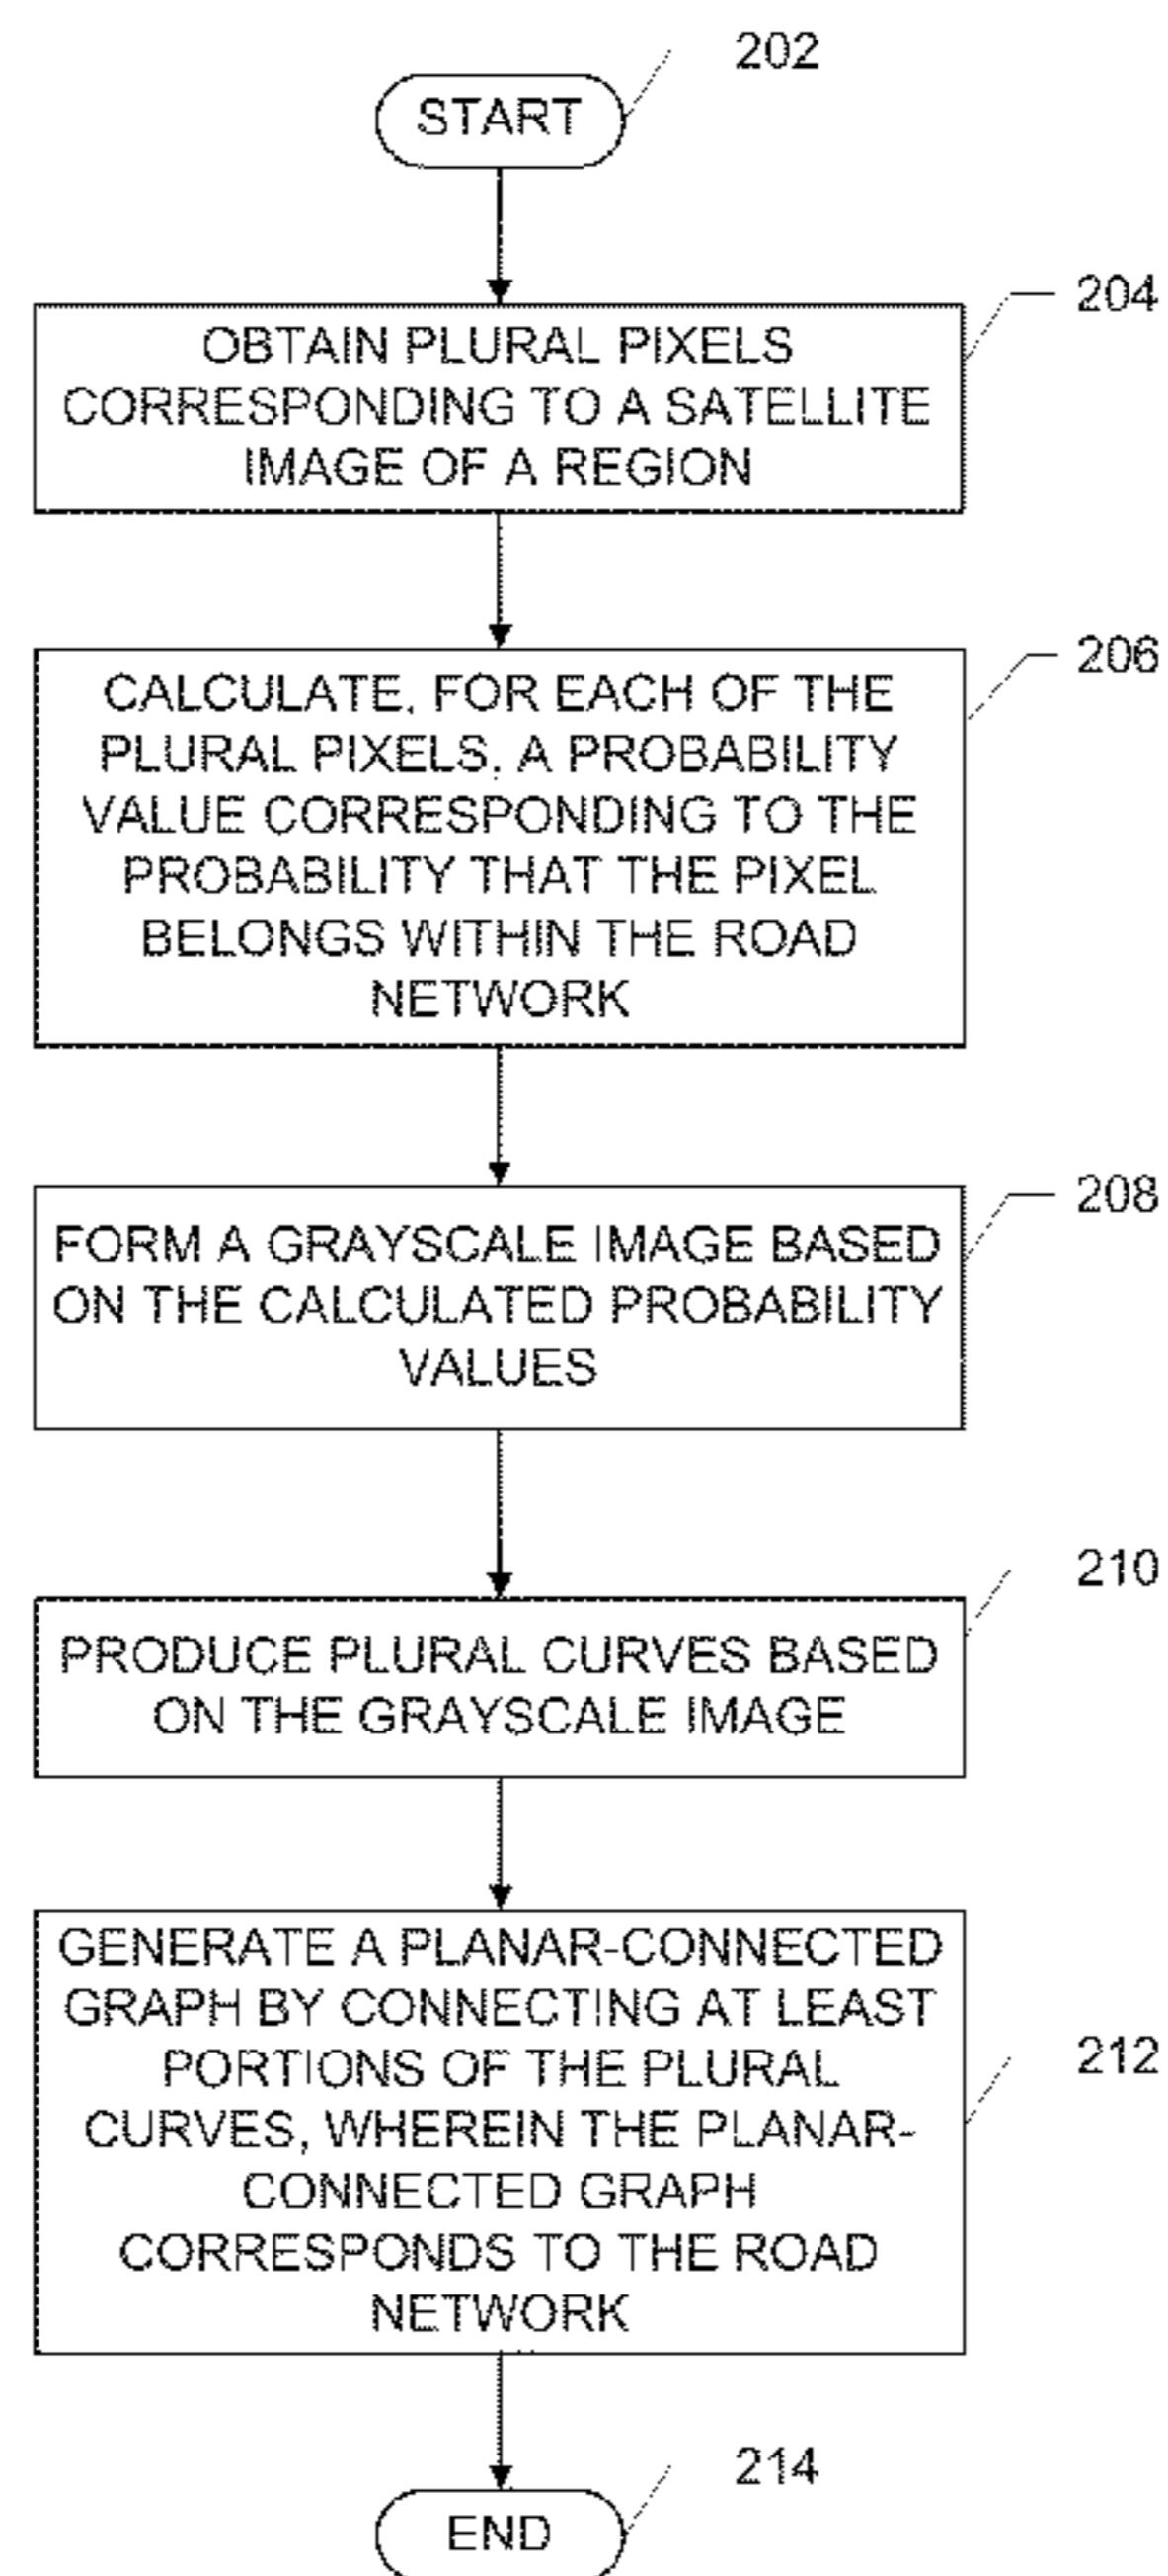 202
START
204
OBTAIN PLURAL PIXELS
CORRESPONDING TO A SATELLITE
IMAGE OF A REGION
206
CALCULATE, FOR EACH OF THE
PLURAL PIXELS, A PROBABILITY
VALUE CORRESPONDING TO THE
PROBABILITY THAT THE PIXEL
BELONGS WITHIN THE ROAD
NETWORK
208
FORM A GRAYSCALE IMAGE BASED
ON THE CALCULATED PROBABILITY
VALUES
210
PRODUCE PLURAL CURVES BASED
ON THE GRAYSCALE IMAGE
212
GENERATE A PLANAR-CONNECTED
GRAPH BY CONNECTING AT LEAST
PORTIONS OF THE PLURAL
CURVES, WHEREIN THE PLANAR-
CONNECTED GRAPH
CORRESPONDS TO THE ROAD
NETWORK
214
END